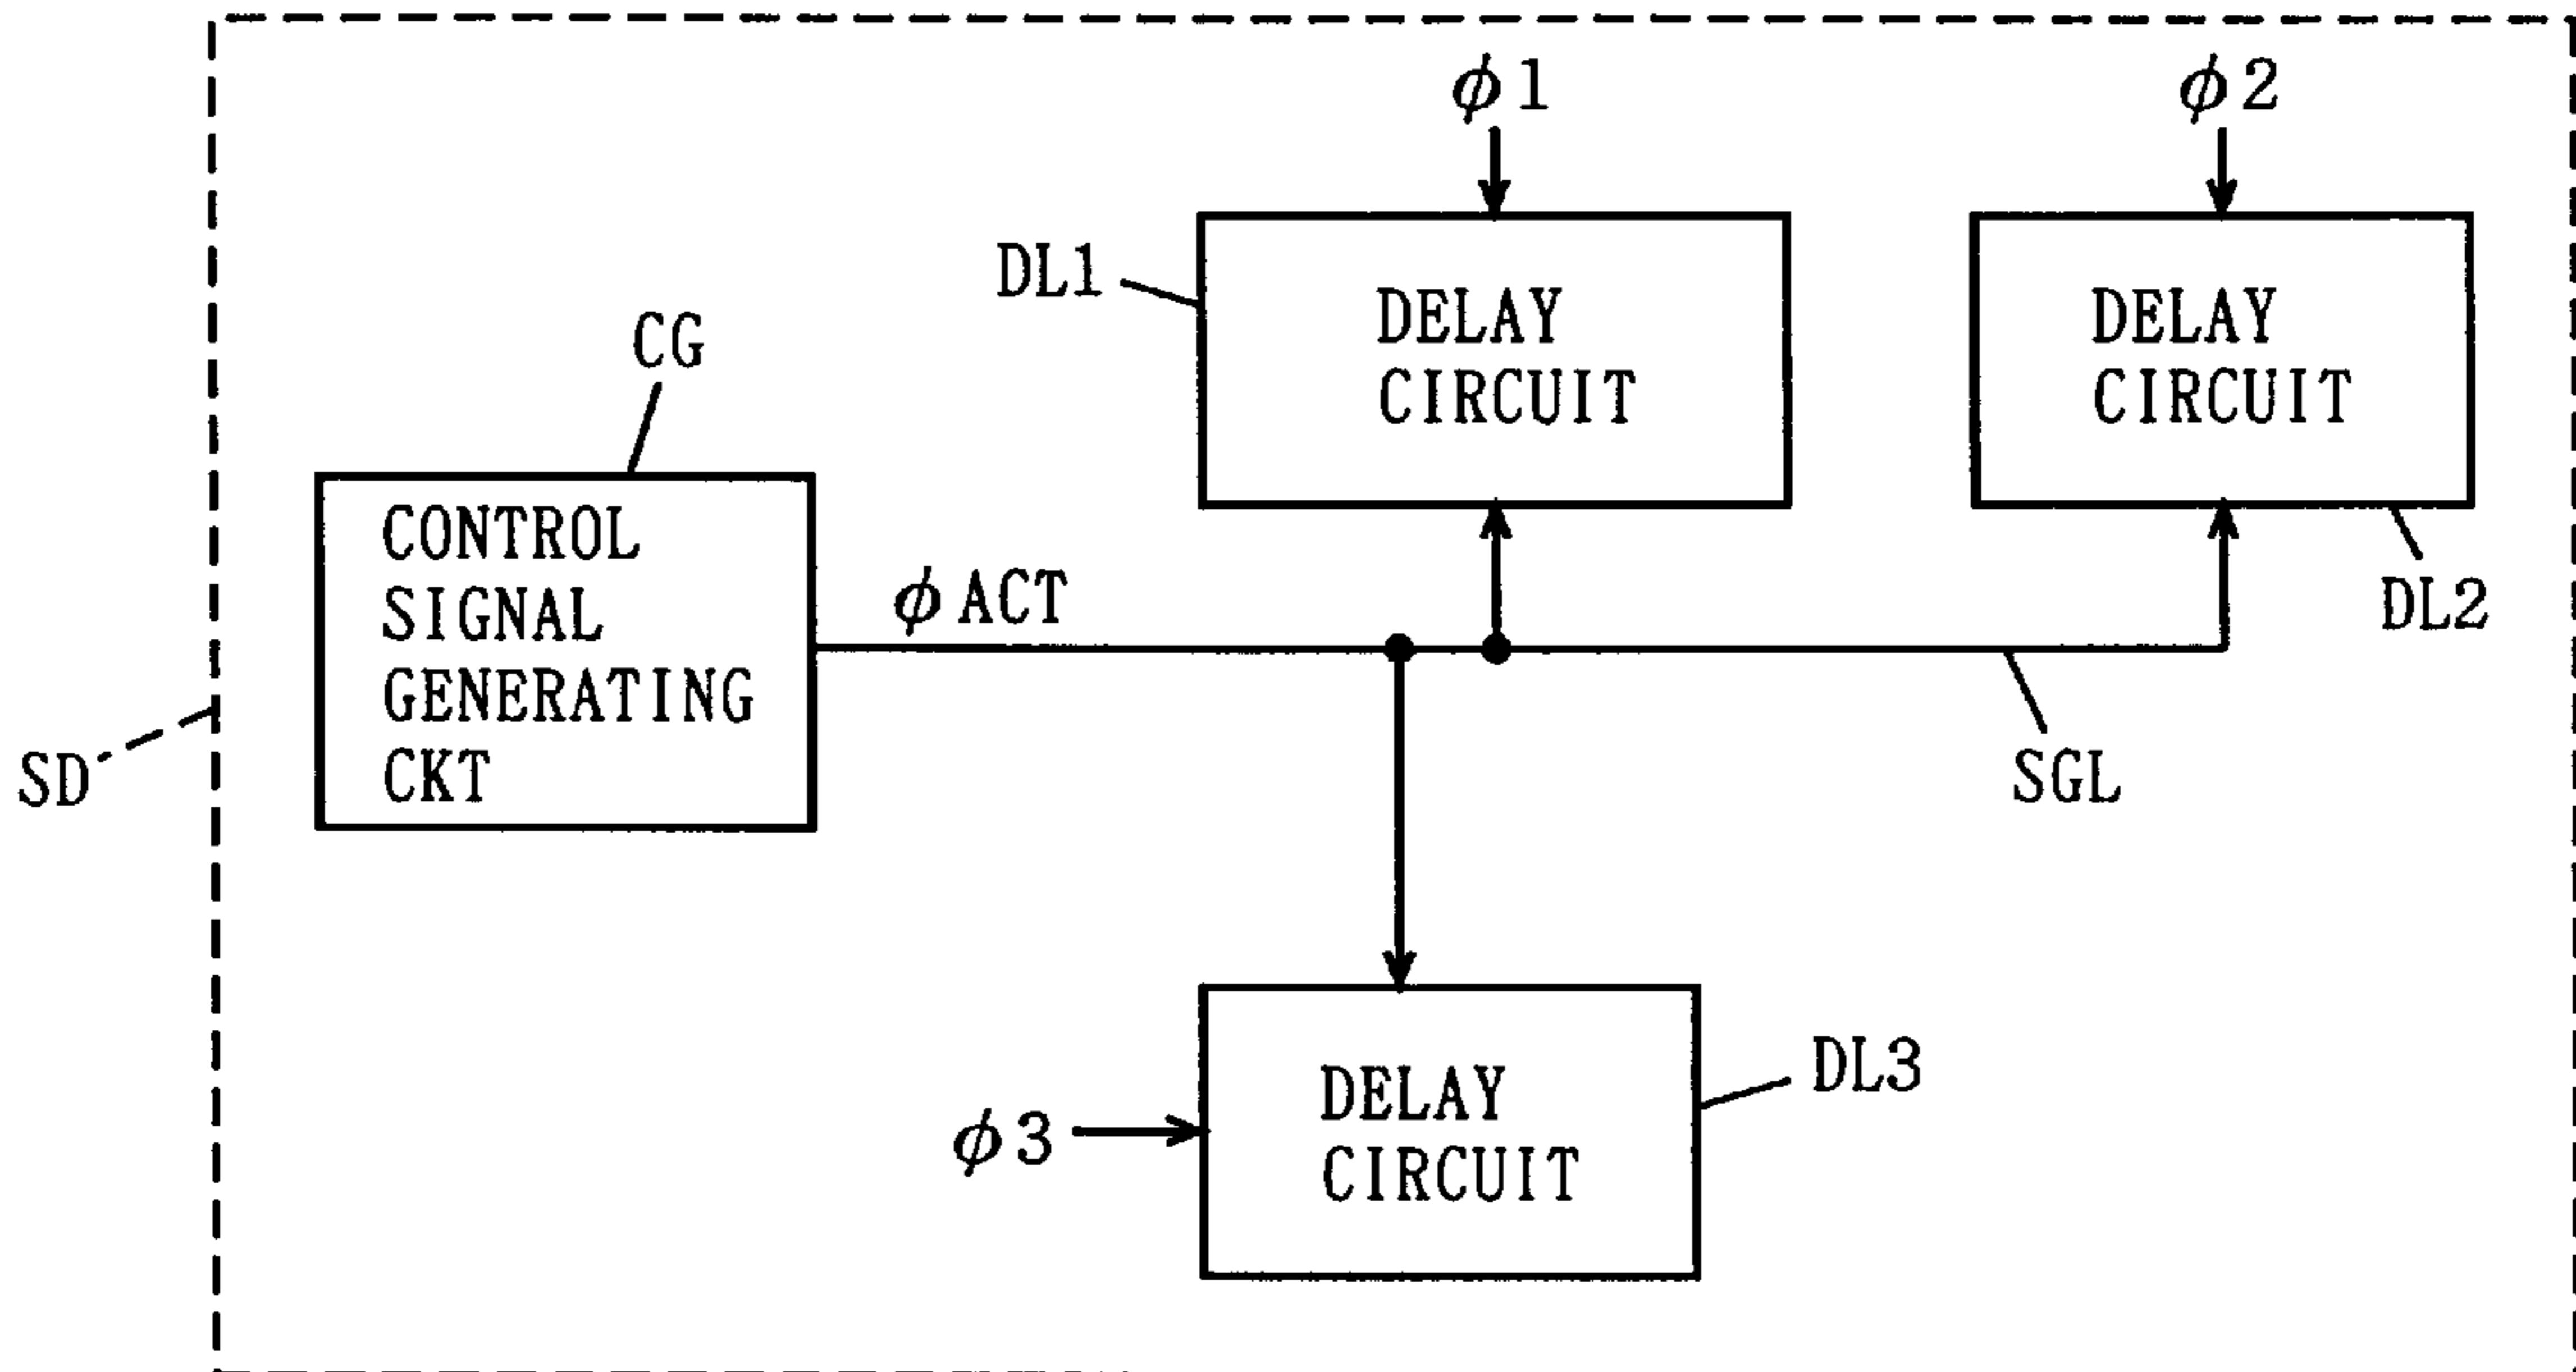 ϕ1
ϕ2
DL1
DELAY
CIRCUIT
DELAY
CIRCUIT
CG
CONTROL
SIGNAL
GENERATING
CKT
ϕACT
DL2
SD
SGL
DL3
DELAY
CIRCUIT
ϕ3